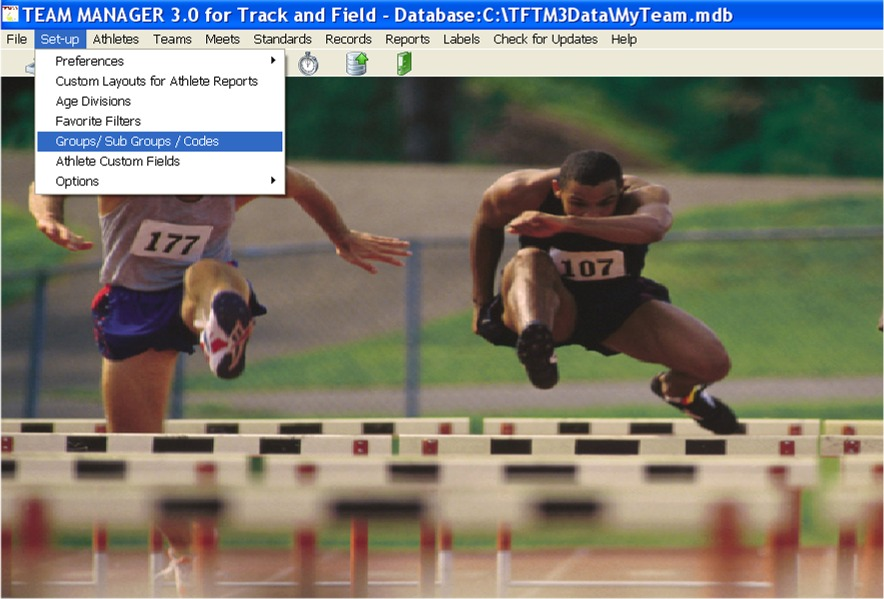 TEAM MANAGER 3.0 for Track and Field - Database:C:\TFTM3Data\MyTeam.mdb
File Set-up Athletes Teams Meets Standards Records Reports Labels Check for Updates Help
Preferences
Custom Layouts for Athlete Reports
Age Divisions
Favorite Filters
Groups/ Sub Groups / Codes
Athlete Custom Fields
Options
177
107